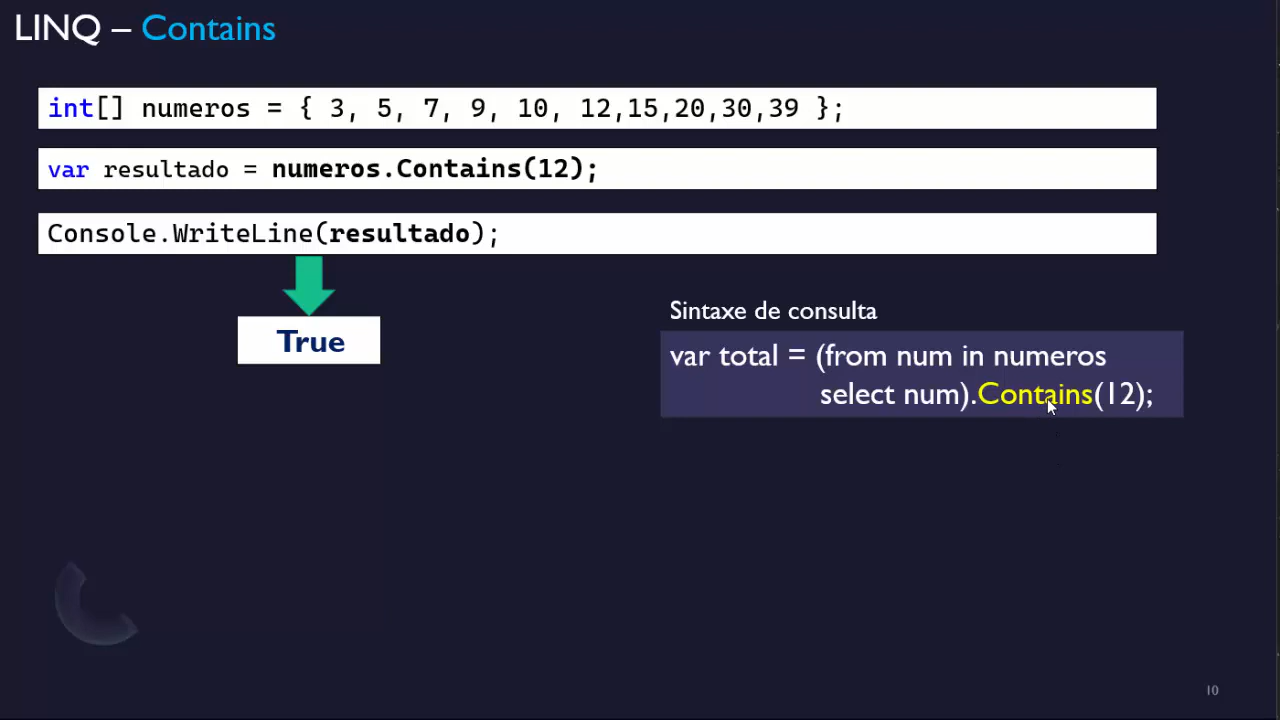 LINQ – Contains
int[] numeros = { 3, 5, 7, 9, 10, 12,15,20,30,39 };
var resultado = numeros.Contains(12);
Console.WriteLine(resultado);
True
Sintaxe de consulta
var total = (from num in numeros
select num).Contains(12);
10